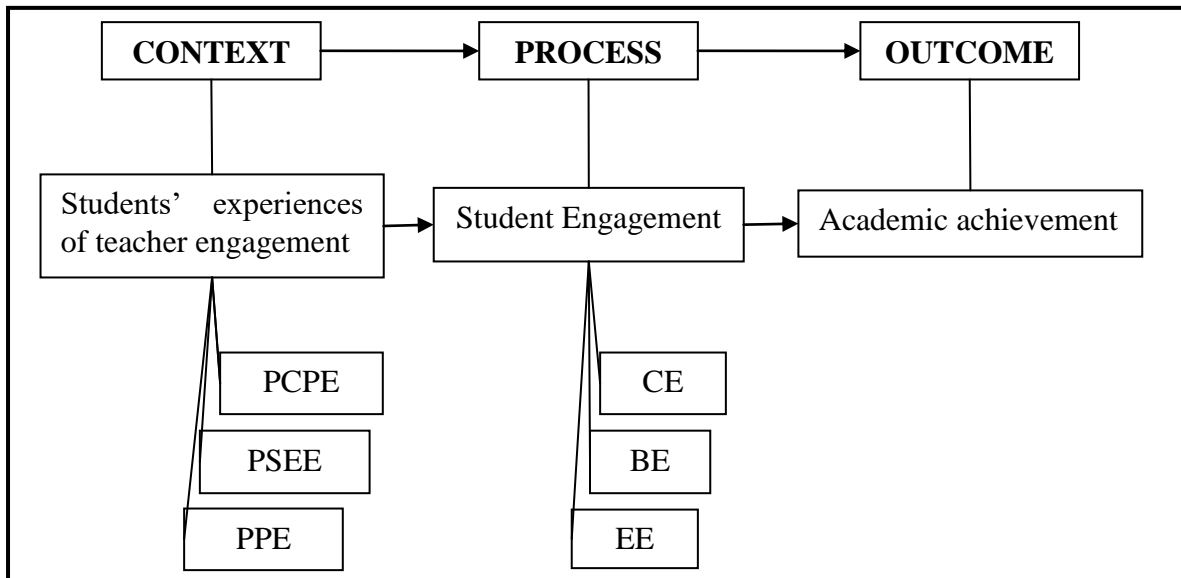 CONTEXT
PROCESS
OUTCOME
Students’ experiences
of teacher engagement
Student Engagement
Academic achievement
PCPE
PSEE
PPE
CE
BE
EE